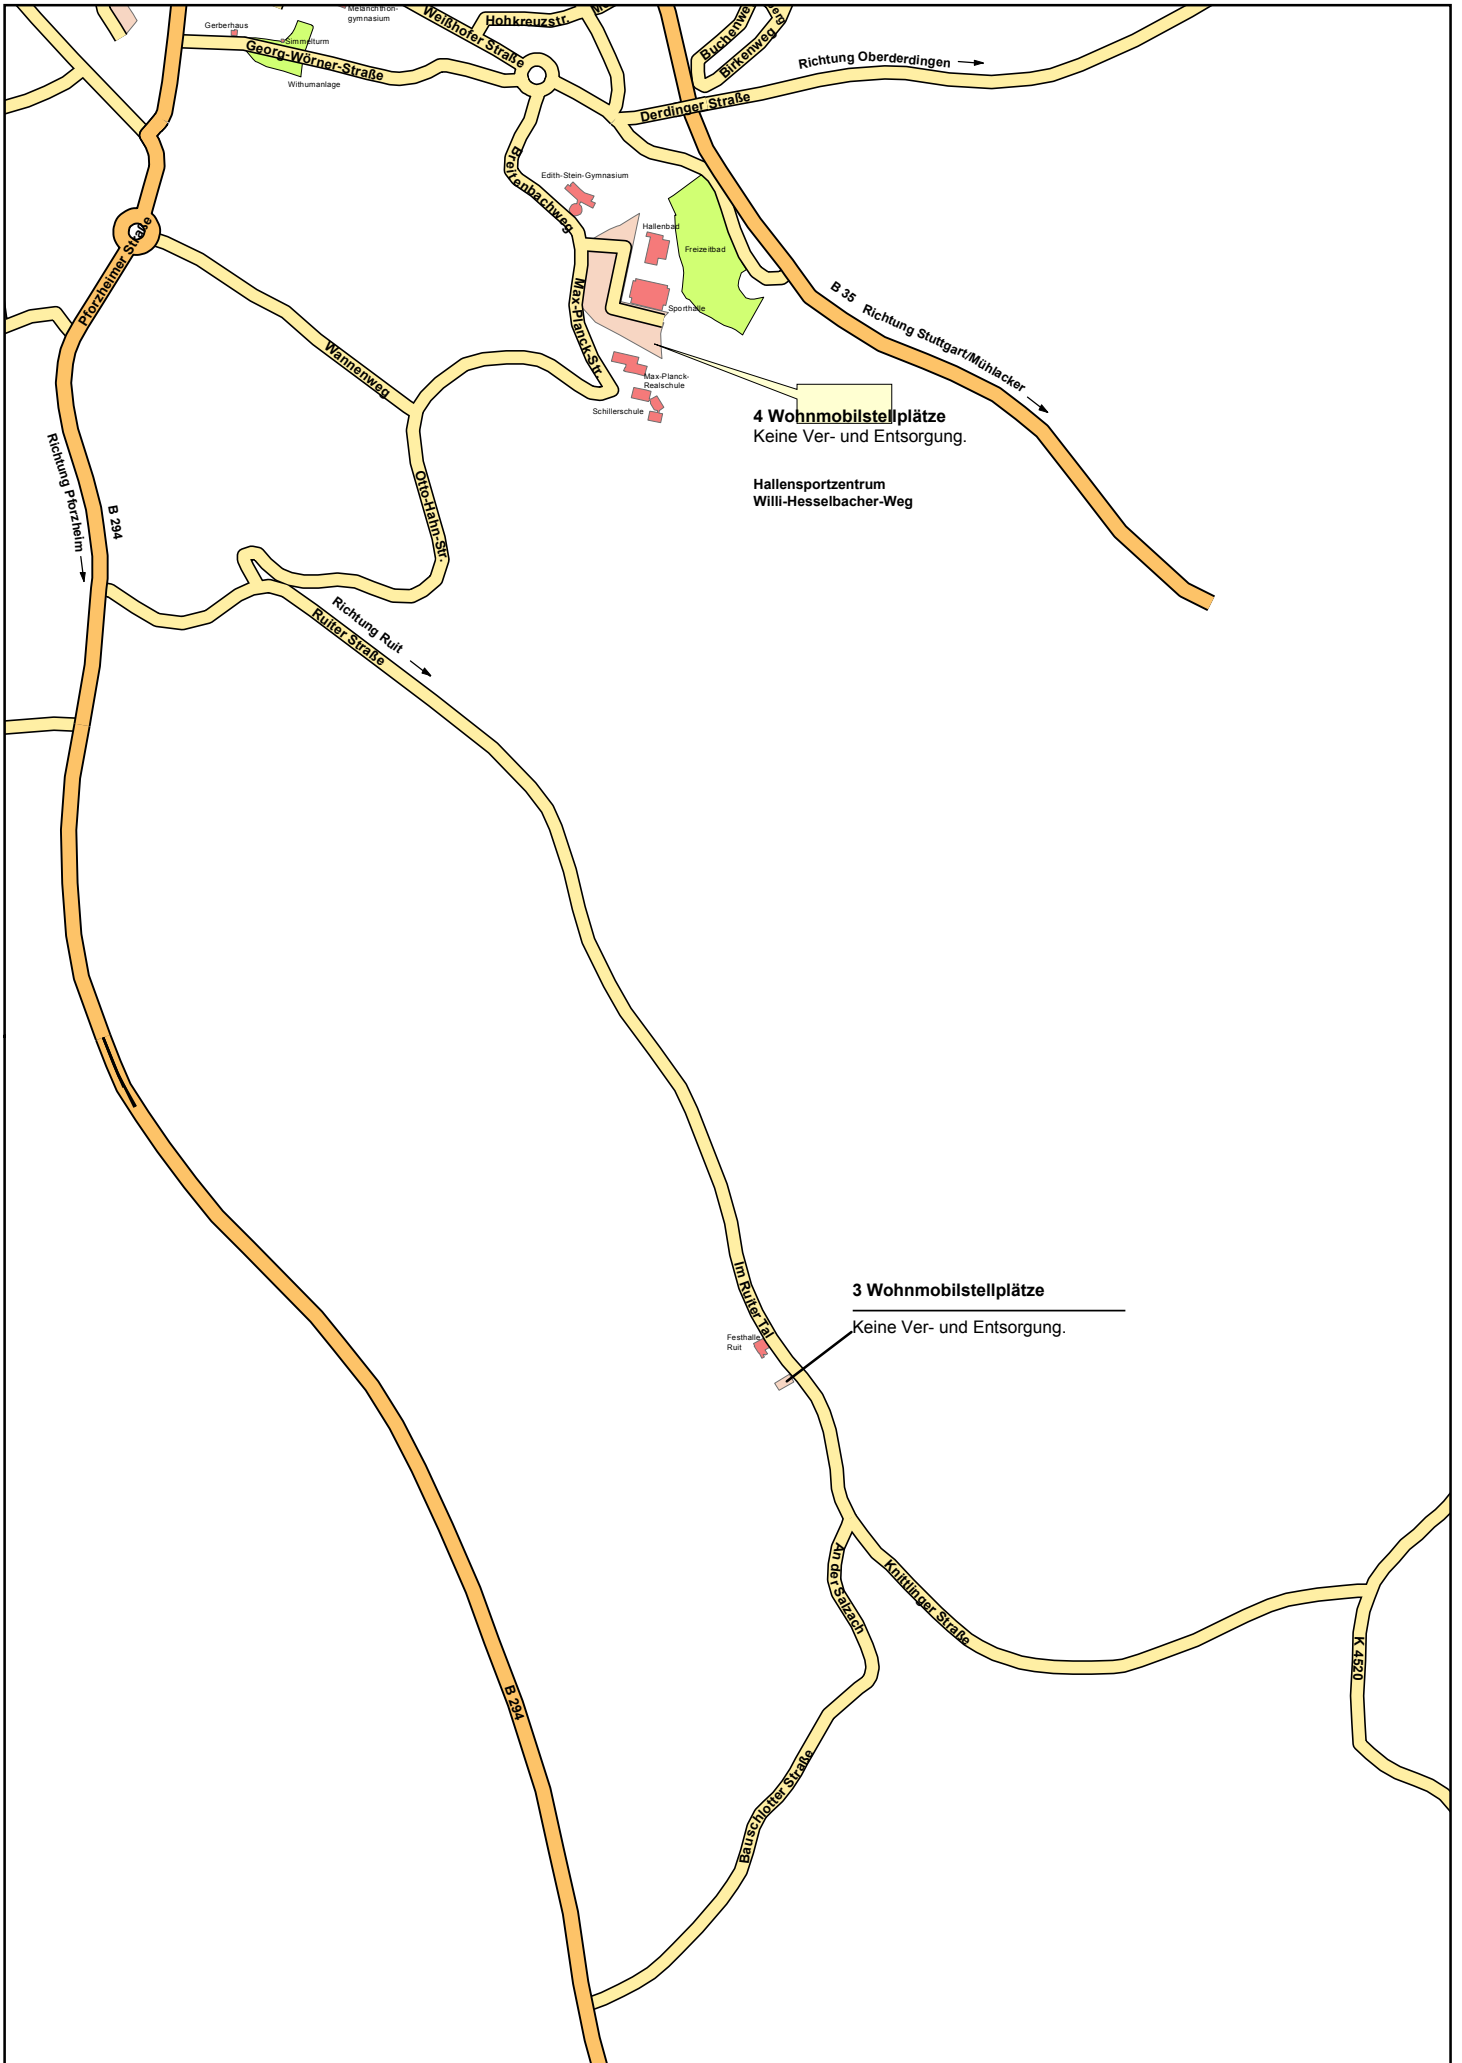 Melanchthon-
gymnasium
Weißhofer Straße
Hohkreuzstr.
Buchenwe
Birkenweg
berg
Gerberhaus
Simmelturm
Georg-Wörner-Straße
Withumanlage
Richtung Oberderdingen
Derdinger Straße
Breitenbachweg
Edith-Stein-Gymnasium
Hallenbad
Freizeitbad
Pforzheimer Straße
Max-Planck-Str.
Sporthalle
B 35 Richtung Stuttgart/Mühlacker
Wannenweg
Max-Planck-
Realschule
Schillerschule
4 Wohnmobilstellplätze
Keine Ver- und Entsorgung.
Hallensportzentrum
Willi-Hesselbacher-Weg
Richtung Pforzheim
B 294
Otto-Hahn-Str.
Richtung Ruit
Ruiter Straße
Im Ruiter Tal
3 Wohnmobilstellplätze
Keine Ver- und Entsorgung.
Festhalle
Ruit
An der Salzach
Knittlinger Straße
K 4520
B 294
Bauschlotter Straße